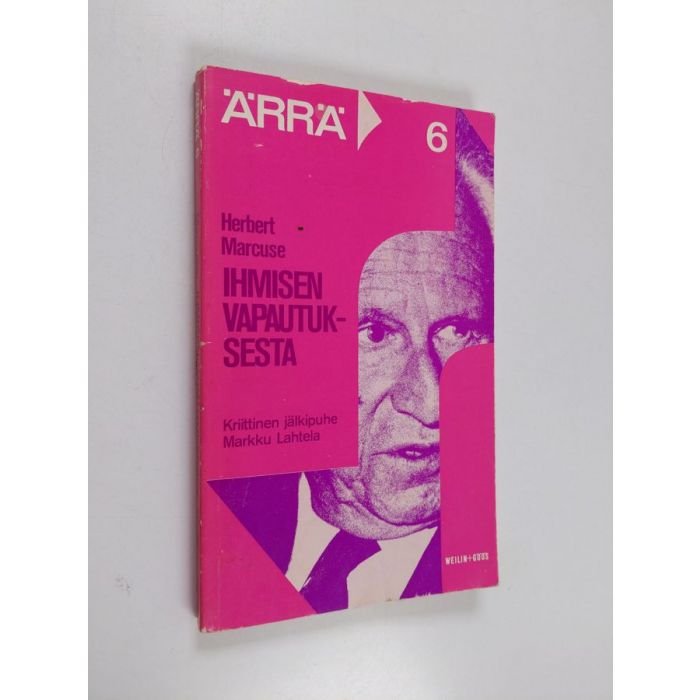 ÄRRÄ
6
Herbert
Marcuse
IHMISEN
VAPAUTUK-
SESTA
Kriittinen jälkipuhe
Markku Lahtela
WEILIN+GÖÖS